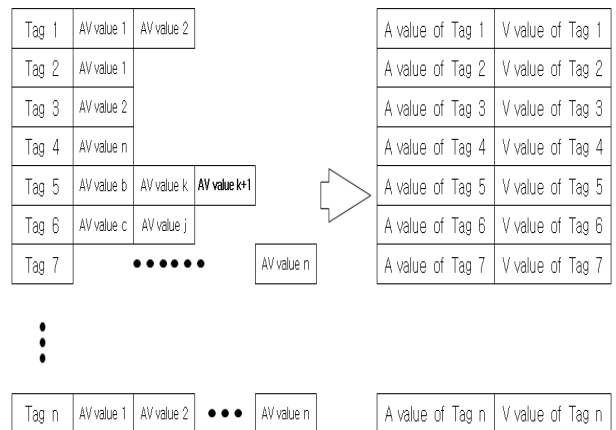 Tag 1 AV value 1 AV value 2 A value of Tag 1 V value of Tag 1
Tag 2 AV value 1 A value of Tag 2 V value of Tag 2
Tag 3 AV value 2 A value of Tag 3 V value of Tag 3
Tag 4 AV value n A value of Tag 4 V value of Tag 4
Tag 5 AV value b AV value k AV value k+1 A value of Tag 5 V value of Tag 5
Tag 6 AV value c AV value j A value of Tag 6 V value of Tag 6
Tag 7 •••••• AV value n A value of Tag 7 V value of Tag 7
Tag n AV value 1 AV value 2 ••• AV value n A value of Tag n V value of Tag n